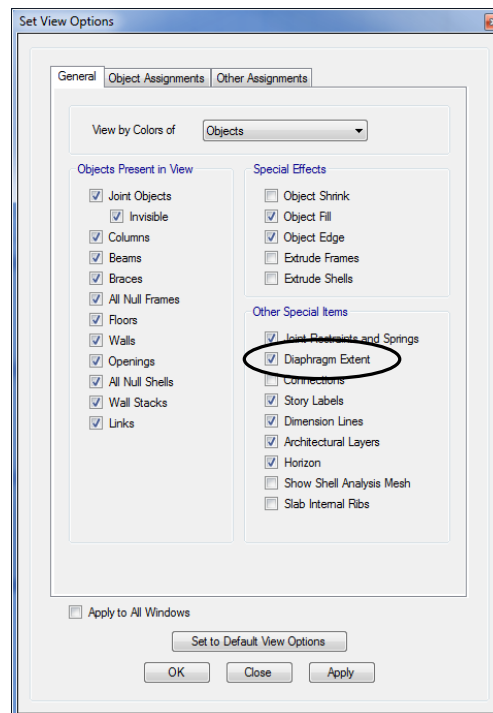 Set View Options
General Object Assignments Other Assignments
View by Colors of Objects
Objects Present in View
Joint Objects
Invisible
Columns
Beams
Braces
All Null Frames
Floors
Walls
Openings
All Null Shells
Wall Stacks
Links
Special Effects
Object Shrink
Object Fill
Object Edge
Extrude Frames
Extrude Shells
Other Special Items
Joint Restraints and Springs
Diaphragm Extent
Connections
Story Labels
Dimension Lines
Architectural Layers
Horizon
Show Shell Analysis Mesh
Slab Internal Ribs
Apply to All Windows
Set to Default View Options
OK Close Apply